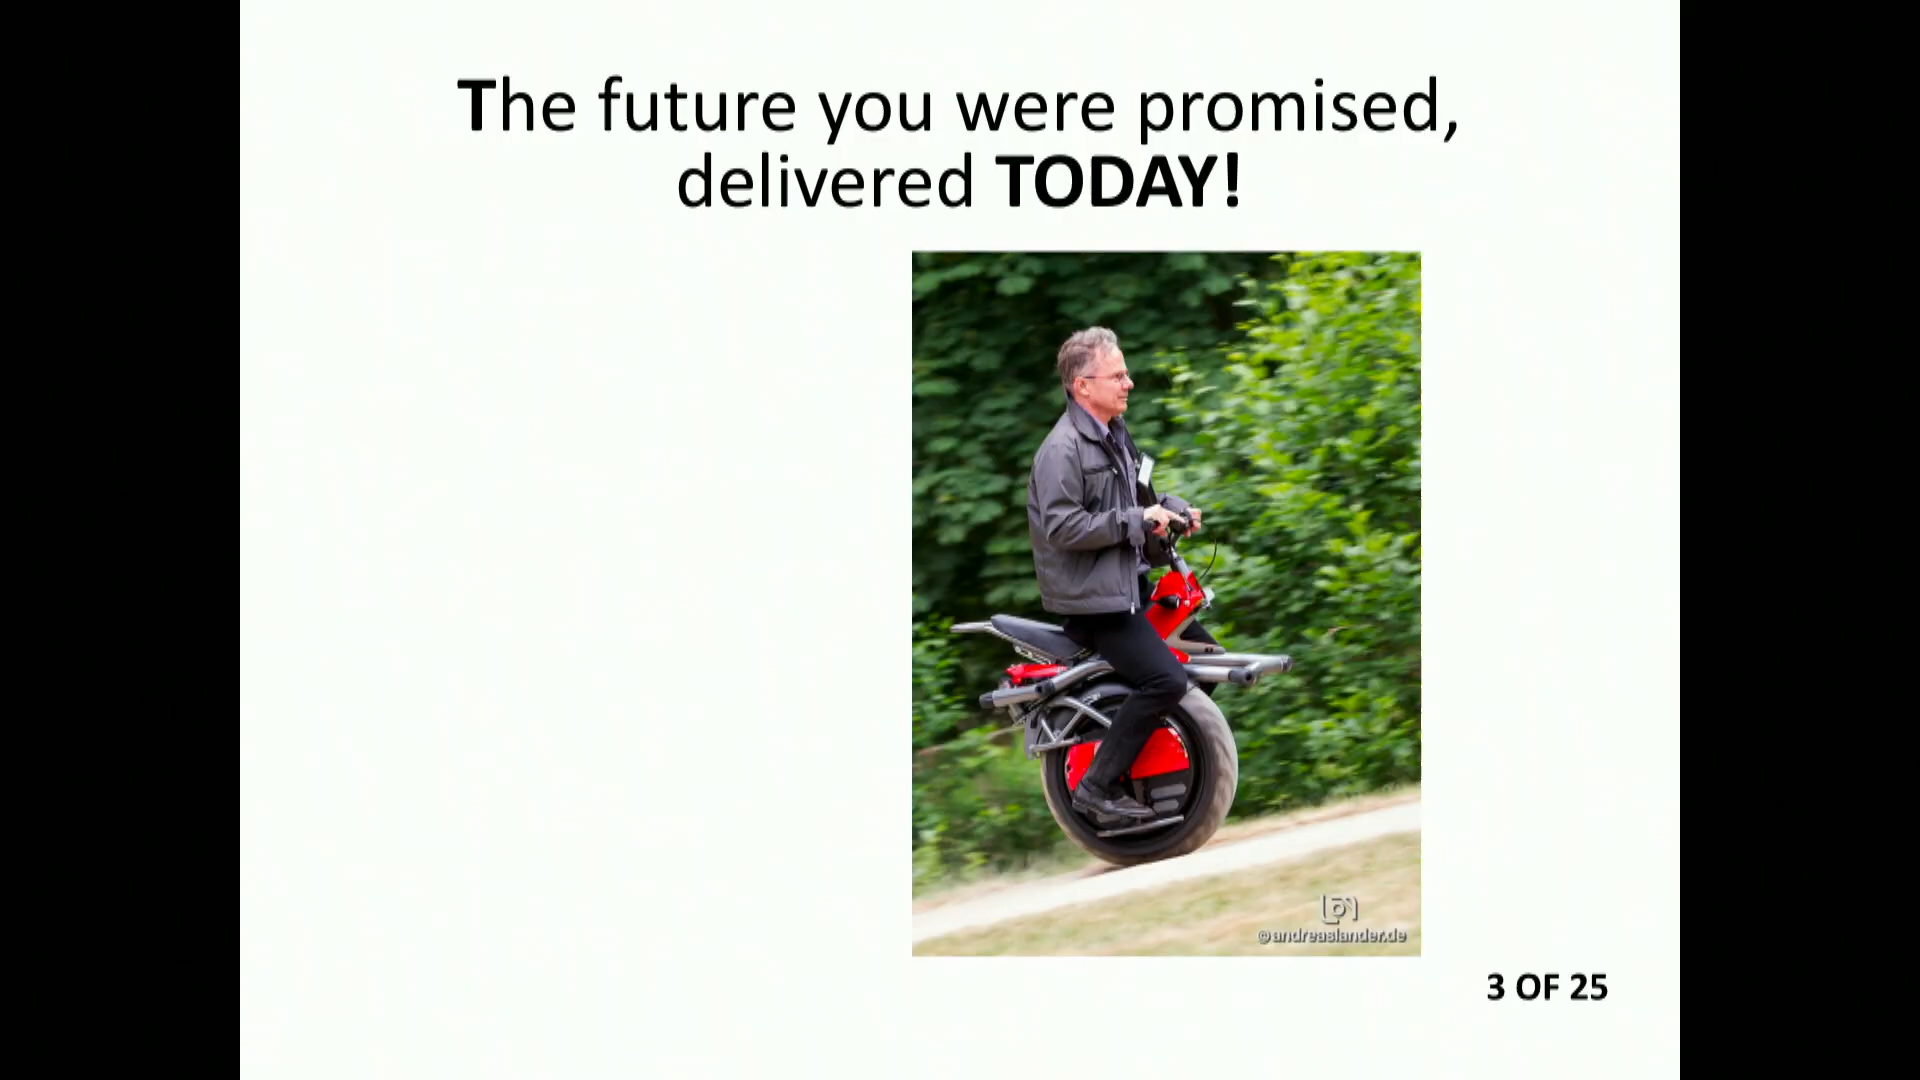 The future you were promised,
delivered TODAY!
©andreaslander.de
3 OF 25